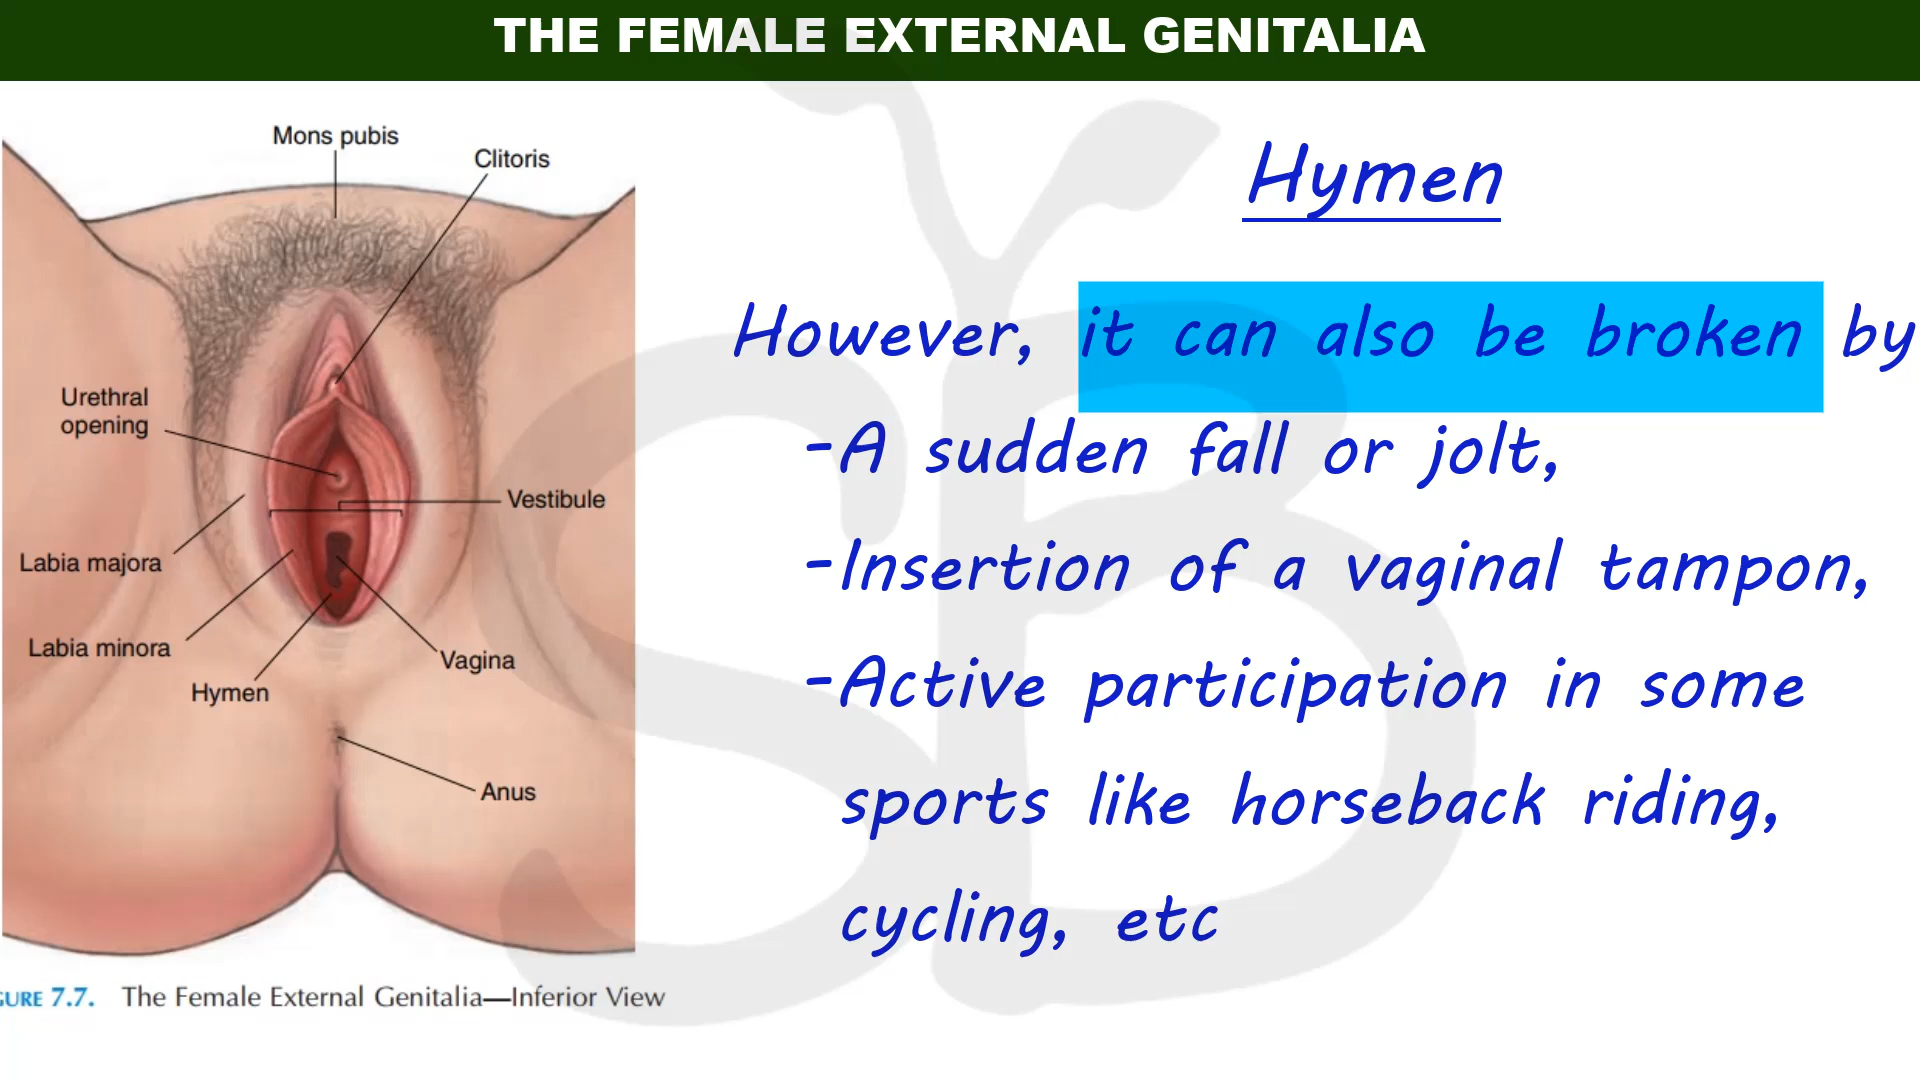 THE FEMALE EXTERNAL GENITALIA
Mons pubis
Clitoris
Urethral
opening
Vestibule
Labia majora
Labia minora
Vagina
Hymen
Anus
GURE 7.7. The Female External Genitalia—Inferior View
Hymen
However, it can also be broken by
-A sudden fall or jolt,
-Insertion of a vaginal tampon,
-Active participation in some
sports like horseback riding,
cycling, etc
SB